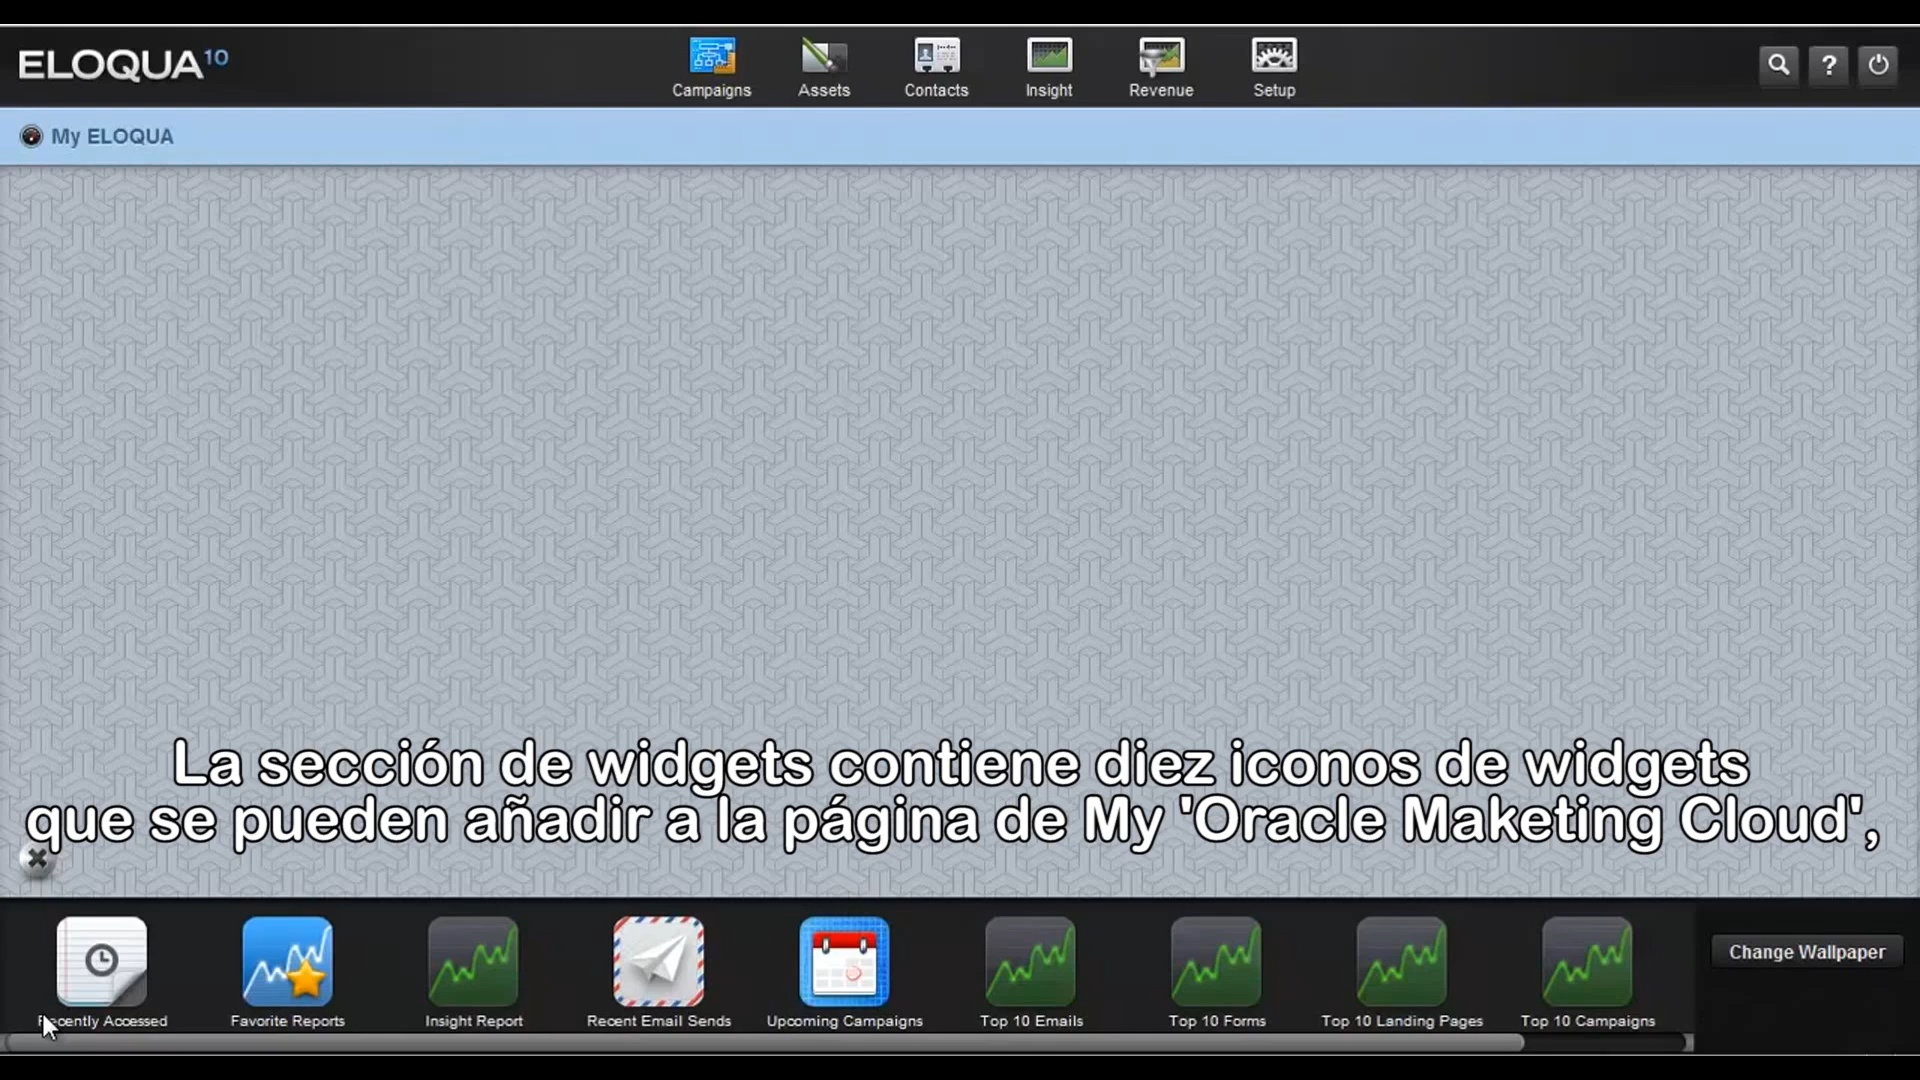 ELOQUA10
Campaigns
Assets
Contacts
Insight
Revenue
Setup
?
My ELOQUA
La sección de widgets contiene diez iconos de widgets
que se pueden añadir a la página de My 'Oracle Maketing Cloud',
Recently Accessed
Favorite Reports
Insight Report
Recent Email Sends
Upcoming Campaigns
Top 10 Emails
Top 10 Forms
Top 10 Landing Pages
Top 10 Campaigns
Change Wallpaper